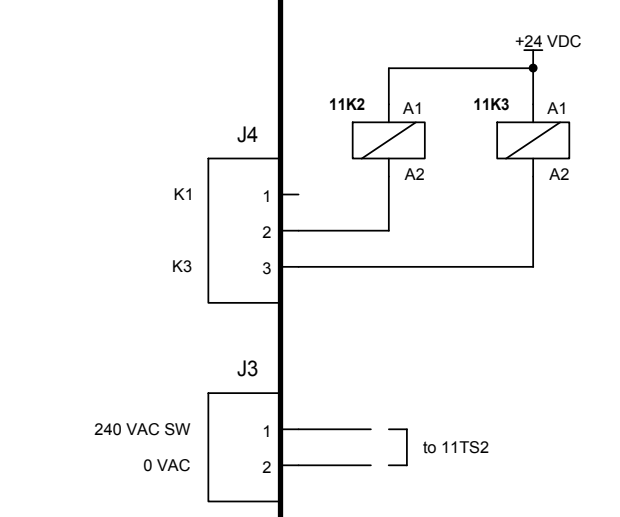 +24 VDC
11K2 A1 11K3 A1
J4
A2 A2
K1 1
2
K3 3
J3
240 VAC SW 1
to 11TS2
0 VAC 2